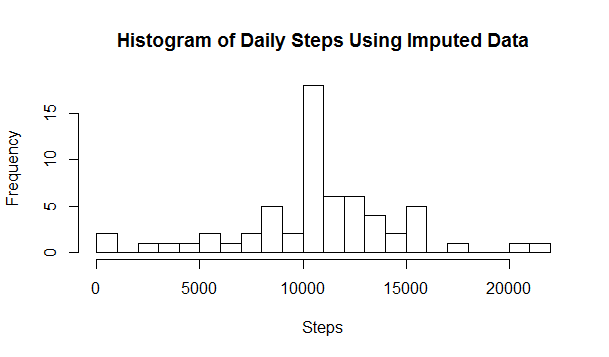 Histogram of Daily Steps Using Imputed Data
Frequency
15
10
5
0
0 5000 10000 15000 20000
Steps